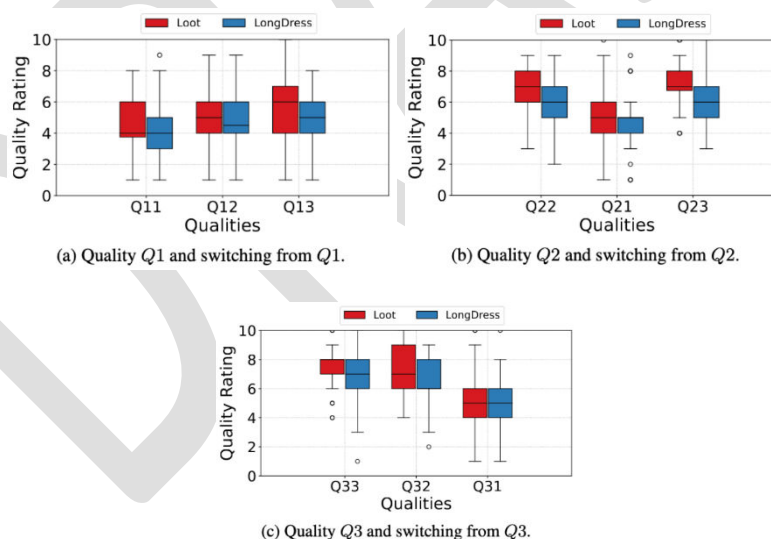 Loot LongDress
10
8
6
4
2
0
Quality Rating
Q11 Q12 Q13
Qualities
(a) Quality Q1 and switching from Q1.
Loot LongDress
10
8
6
4
2
0
Quality Rating
Q22 Q21 Q23
Qualities
(b) Quality Q2 and switching from Q2.
Loot LongDress
10
8
6
4
2
0
Quality Rating
Q33 Q32 Q31
Qualities
(c) Quality Q3 and switching from Q3.